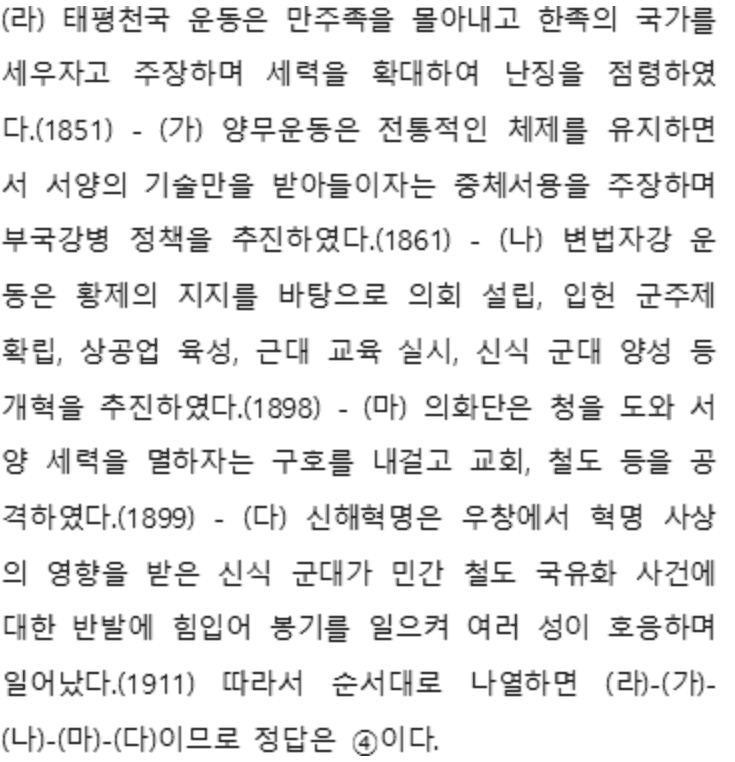 (라) 태평천국 운동은 만주족을 몰아내고 한족의 국가를
세우자고 주장하며 세력을 확대하여 난징을 점령하였
다.(1851) - (가) 양무운동은 전통적인 체제를 유지하면
서 서양의 기술만을 받아들이자는 중체서용을 주장하며
부국강병 정책을 추진하였다.(1861) - (나) 변법자강 운
동은 황제의 지지를 바탕으로 의회 설립, 입헌 군주제
확립, 상공업 육성, 근대 교육 실시, 신식 군대 양성 등
개혁을 추진하였다.(1898) - (마) 의화단은 청을 도와 서
양 세력을 멸하자는 구호를 내걸고 교회, 철도 등을 공
격하였다.(1899) - (다) 신해혁명은 우창에서 혁명 사상
의 영향을 받은 신식 군대가 민간 철도 국유화 사건에
대한 반발에 힘입어 봉기를 일으켜 여러 성이 호응하며
일어났다.(1911) 따라서 순서대로 나열하면 (라)-(가)-
(나)-(마)-(다)이므로 정답은 ④이다.